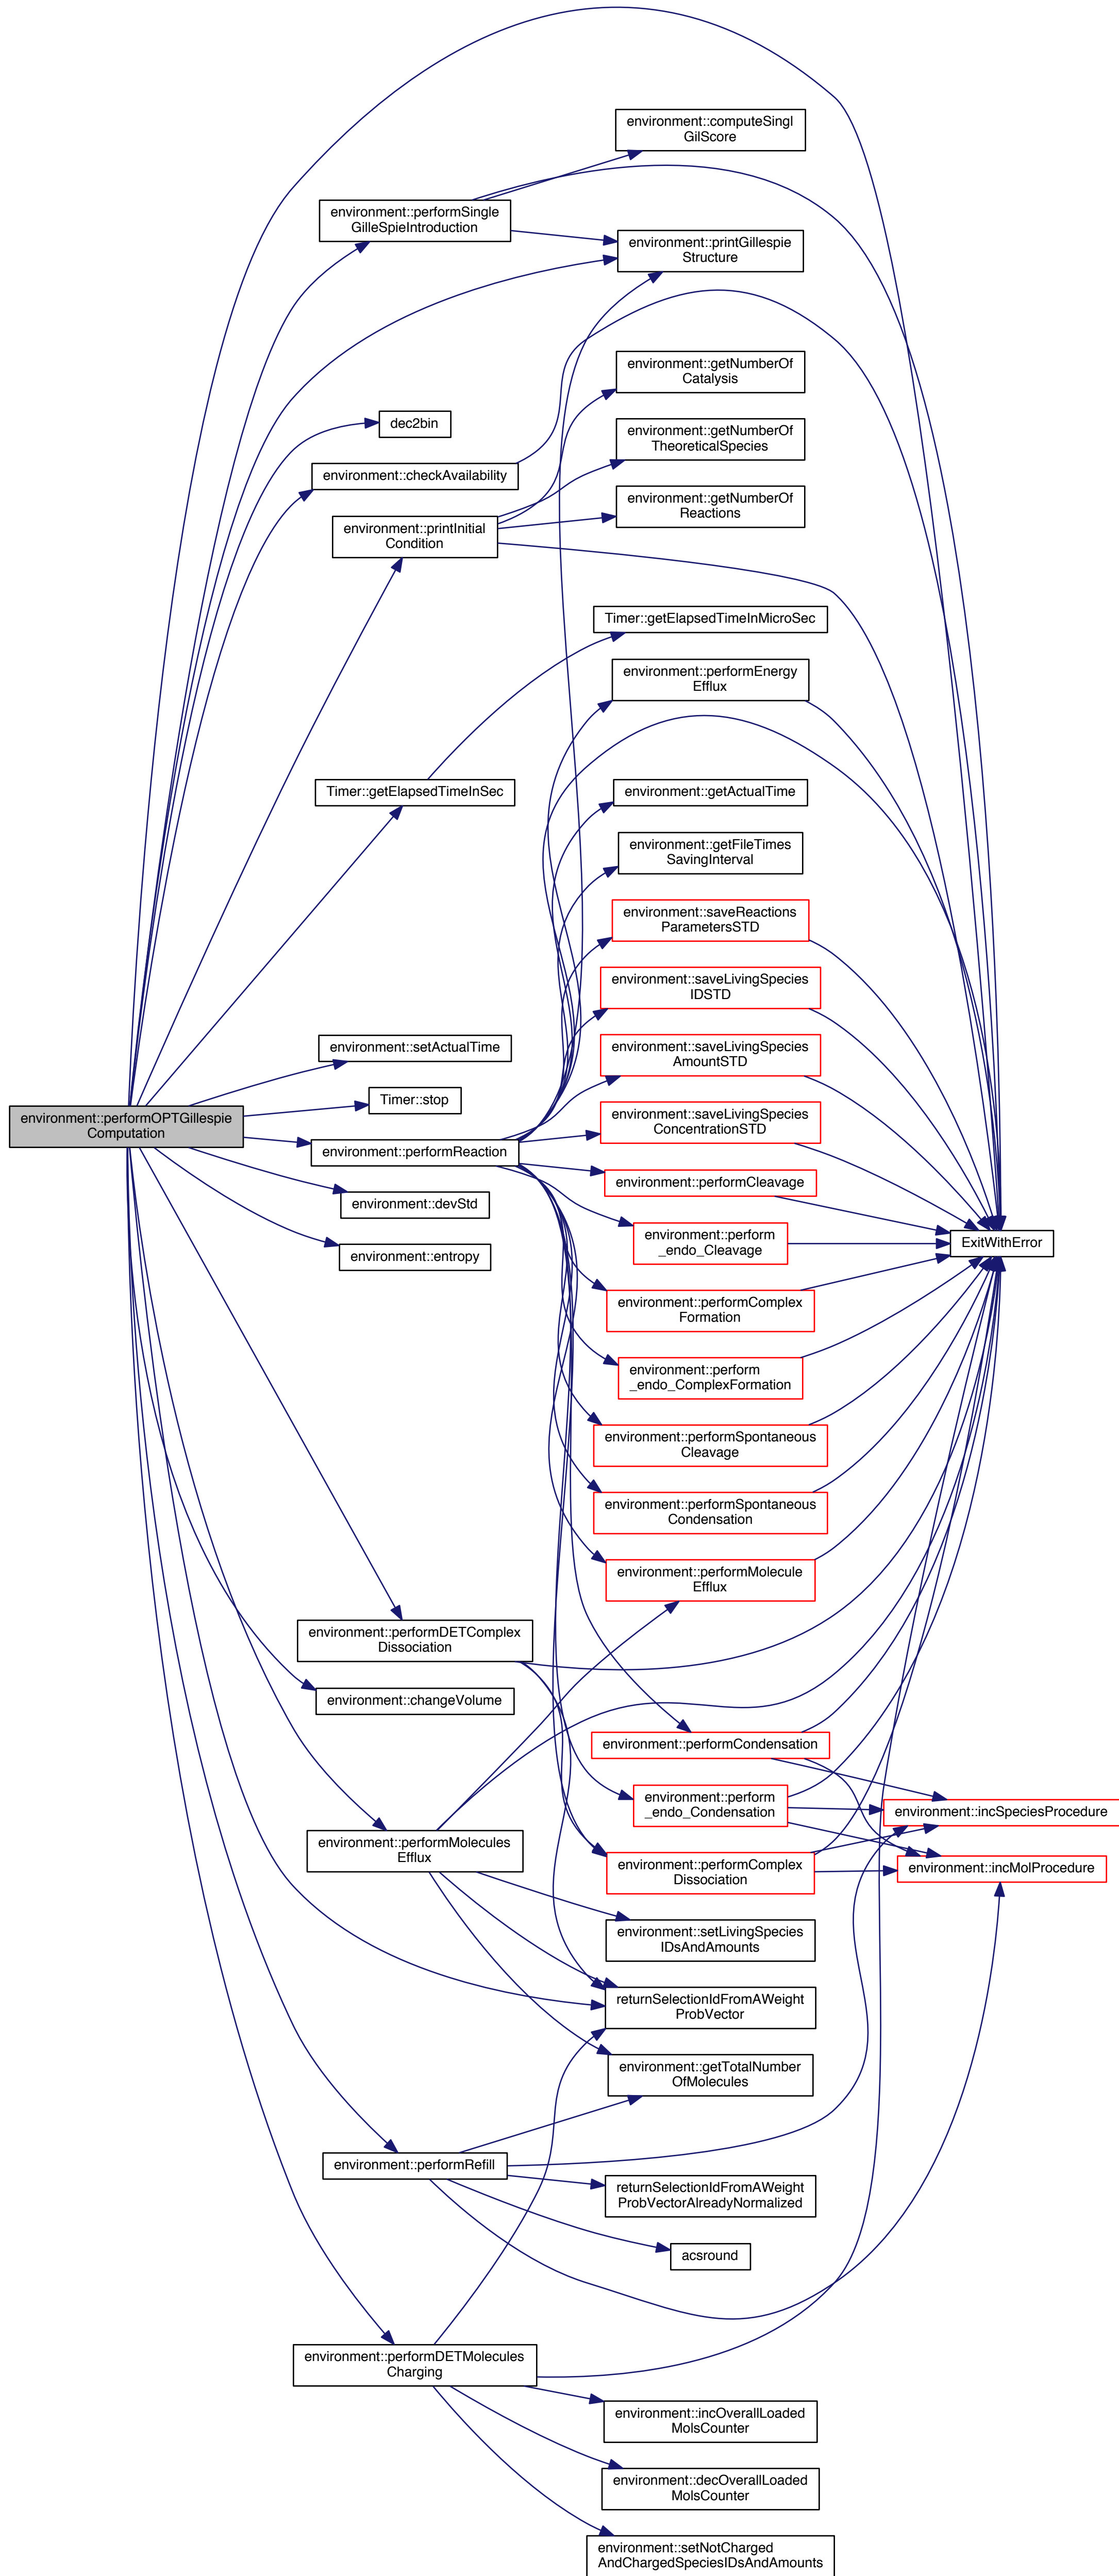 environment::computeSingl
GilScore
environment::performSingle
GilleSpieIntroduction
environment::printGillespie
Structure
environment::getNumberOf
Catalysis
dec2bin
environment::getNumberOf
TheoreticalSpecies
environment::checkAvailability
environment::getNumberOf
Reactions
environment::printInitial
Condition
Timer::getElapsedTimeInMicroSec
environment::performEnergy
Efflux
Timer::getElapsedTimeInSec
environment::getActualTime
environment::getFileTimes
SavingInterval
environment::saveReactions
ParametersSTD
environment::saveLivingSpecies
IDSTD
environment::setActualTime
environment::saveLivingSpecies
AmountSTD
Timer::stop
environment::performOPTGillespie
Computation
environment::saveLivingSpecies
ConcentrationSTD
environment::performReaction
environment::performCleavage
environment::devStd
environment::perform
_endo_Cleavage
ExitWithError
environment::entropy
environment::performComplex
Formation
environment::perform
_endo_ComplexFormation
environment::performSpontaneous
Cleavage
environment::performSpontaneous
Condensation
environment::performMolecule
Efflux
environment::performDETComplex
Dissociation
environment::changeVolume
environment::performCondensation
environment::perform
_endo_Condensation
environment::incSpeciesProcedure
environment::performMolecules
Efflux
environment::performComplex
Dissociation
environment::incMolProcedure
environment::setLivingSpecies
IDsAndAmounts
returnSelectionIdFromAWeight
ProbVector
environment::getTotalNumber
OfMolecules
environment::performRefill
returnSelectionIdFromAWeight
ProbVectorAlreadyNormalized
acsround
environment::performDETMolecules
Charging
environment::incOverallLoaded
MolsCounter
environment::decOverallLoaded
MolsCounter
environment::setNotCharged
AndChargedSpeciesIDsAndAmounts